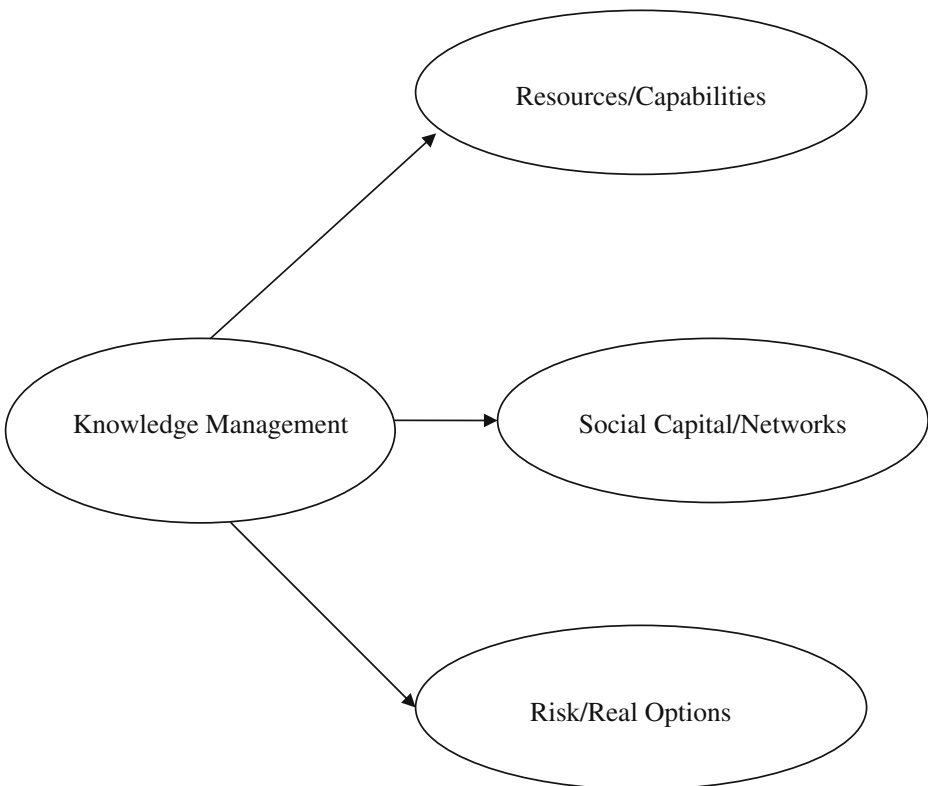 Resources/Capabilities
Knowledge Management
Social Capital/Networks
Risk/Real Options